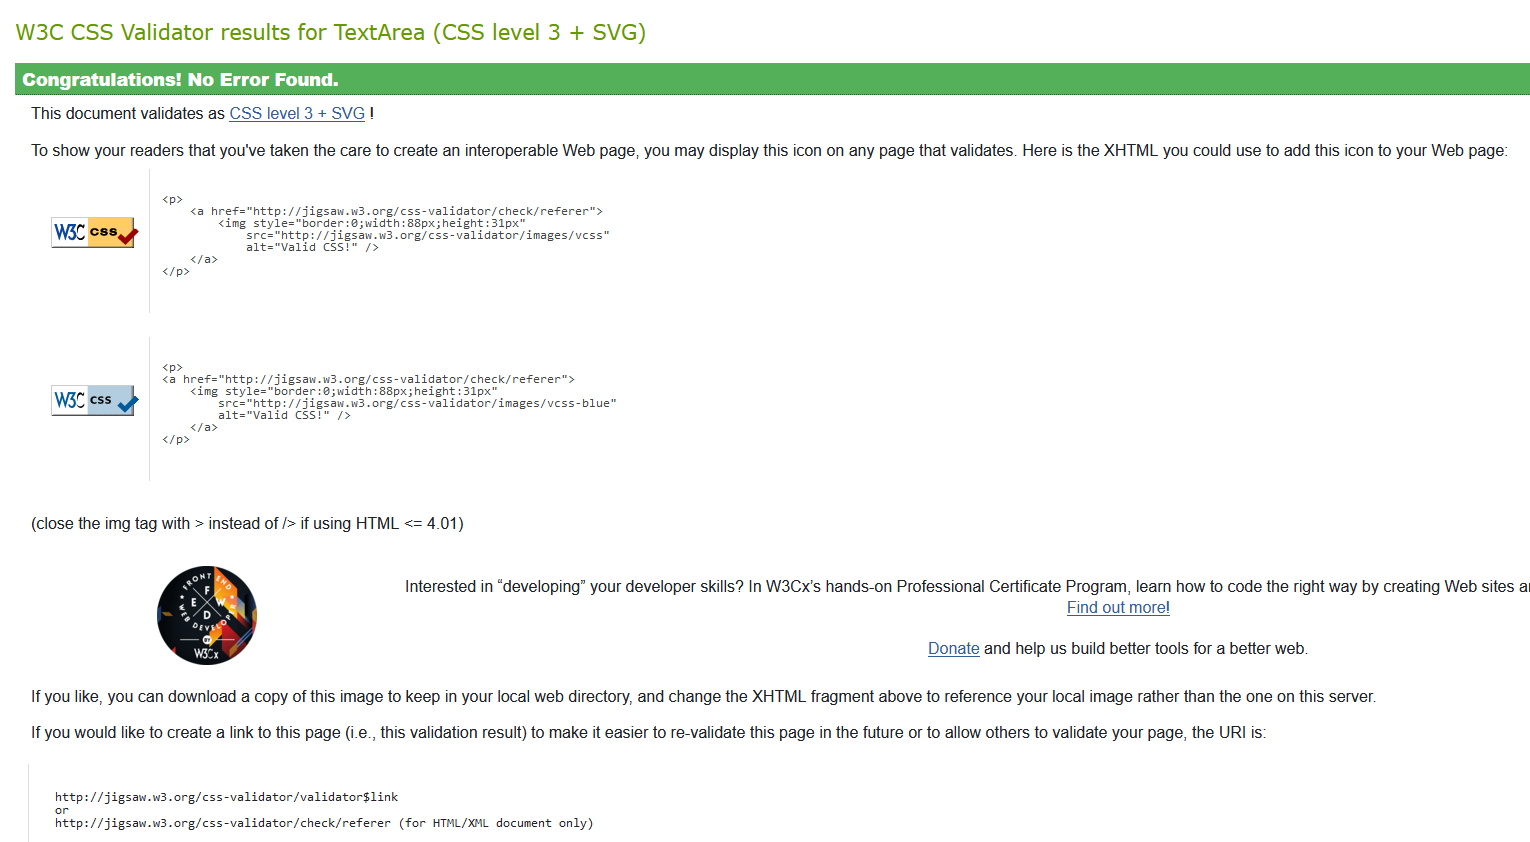 W3C CSS Validator results for TextArea (CSS level 3 + SVG)
Congratulations! No Error Found.
This document validates as CSS level 3 + SVG !
To show your readers that you've taken the care to create an interoperable Web page, you may display this icon on any page that validates. Here is the XHTML you could use to add this icon to your Web page:
W3C css
<p>
    <a href="http://jigsaw.w3.org/css-validator/check/referer">
        <img style="border:0;width:88px;height:31px"
            src="http://jigsaw.w3.org/css-validator/images/vcss"
            alt="Valid CSS!" />
    </a>
</p>
W3C css
<p>
<a href="http://jigsaw.w3.org/css-validator/check/referer">
    <img style="border:0;width:88px;height:31px"
        src="http://jigsaw.w3.org/css-validator/images/vcss-blue"
        alt="Valid CSS!" />
    </a>
</p>
(close the img tag with > instead of /> if using HTML <= 4.01)
FRONT END
F
E W
D
WEB DEVELOPER
BY
W3Cx
Interested in “developing” your developer skills? In W3Cx’s hands-on Professional Certificate Program, learn how to code the right way by creating Web sites
Find out more!
Donate and help us build better tools for a better web.
If you like, you can download a copy of this image to keep in your local web directory, and change the XHTML fragment above to reference your local image rather than the one on this server.
If you would like to create a link to this page (i.e., this validation result) to make it easier to re-validate this page in the future or to allow others to validate your page, the URI is:
http://jigsaw.w3.org/css-validator/validator$link
or
http://jigsaw.w3.org/css-validator/check/referer (for HTML/XML document only)